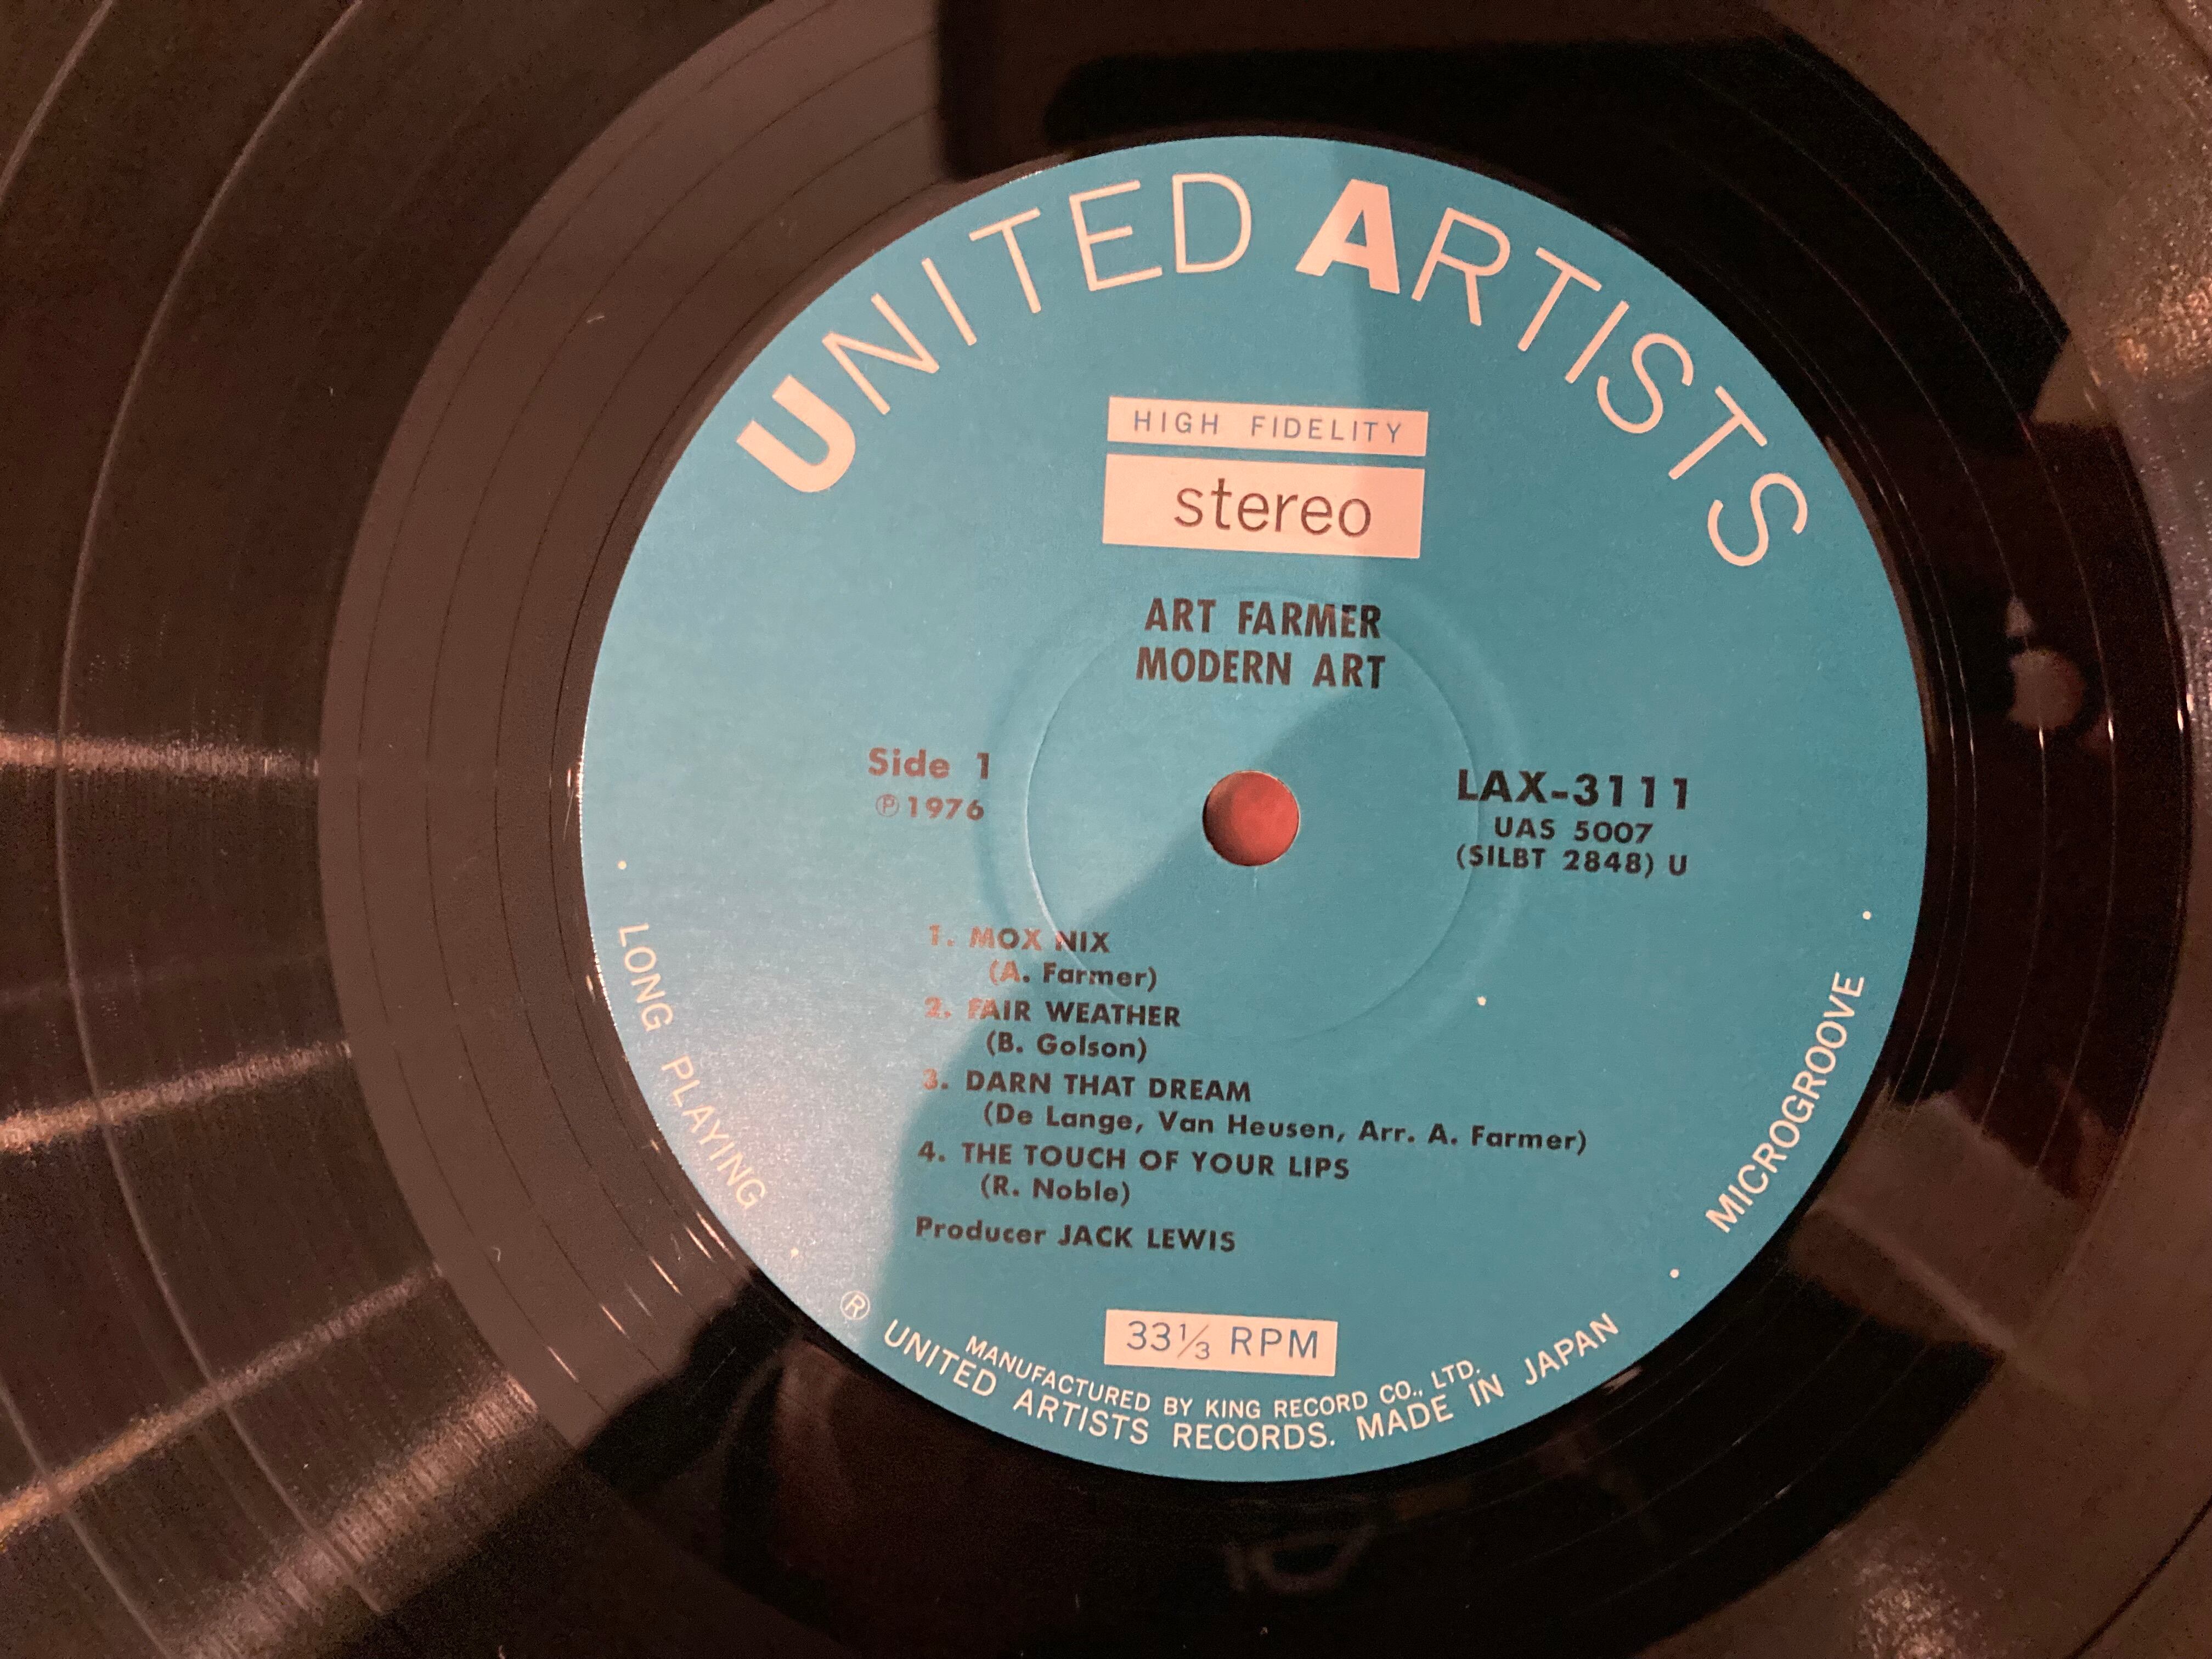 UNITED ARTISTS
HIGH FIDELITY
stereo
ART FARMER
MODERN ART
Side 1
℗1976
LAX-3111
UAS 5007
(SILBT 2848) U
1. MOX NIX
(A. Farmer)
2. FAIR WEATHER
(B. Golson)
3. DARN THAT DREAM
(De Lange, Van Heusen, Arr. A. Farmer)
4. THE TOUCH OF YOUR LIPS
(R. Noble)
Producer JACK LEWIS
33⅓ RPM
LONG PLAYING
MICROGROOVE
MANUFACTURED BY KING RECORD CO., LTD.
® UNITED ARTISTS RECORDS. MADE IN JAPAN